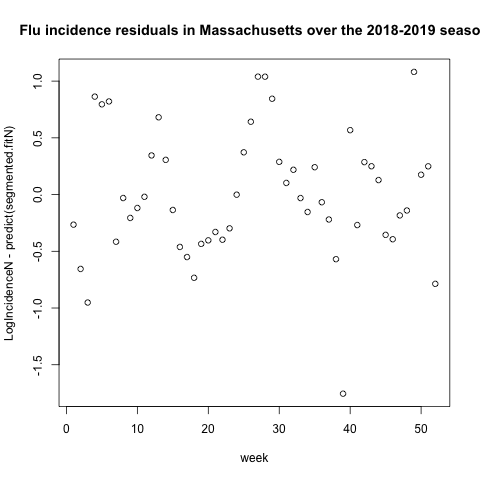 Flu incidence residuals in Massachusetts over the 2018-2019 seaso
LogIncidenceN - predict(segmented.fitN)
1.0
0.5
0.0
-0.5
-1.0
-1.5
0 10 20 30 40 50
week